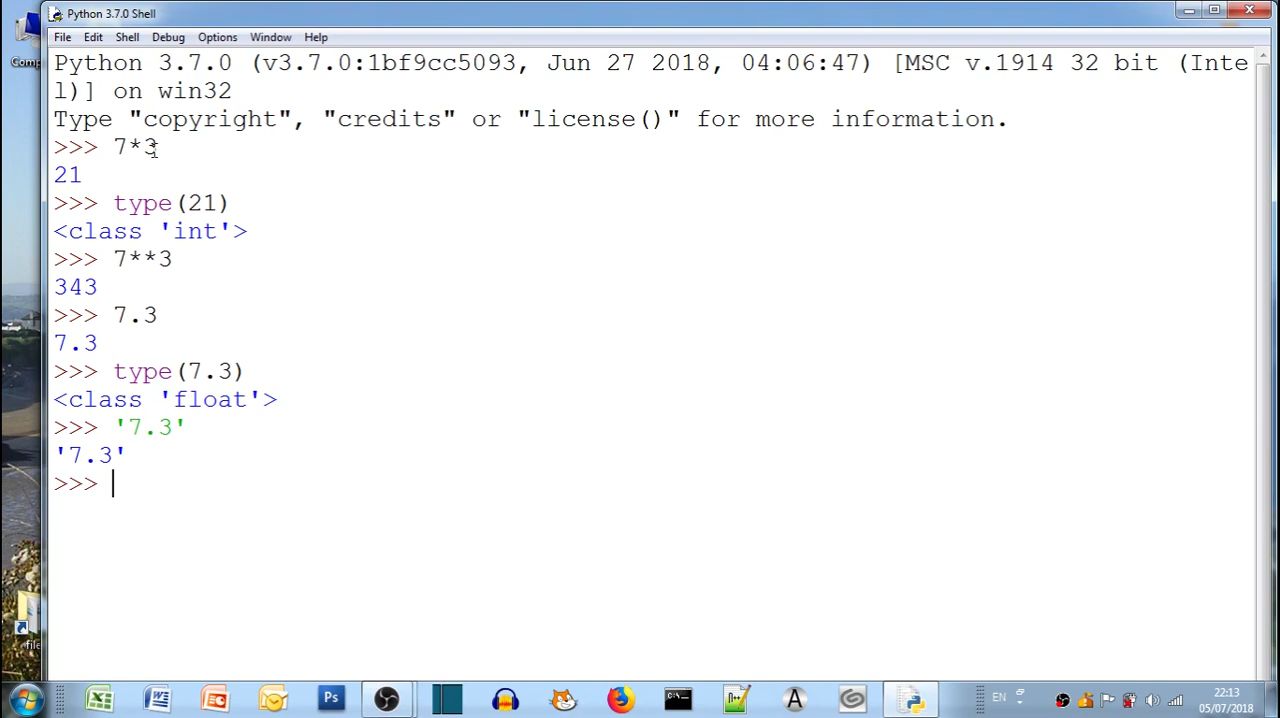 Python 3.7.0 Shell
File Edit Shell Debug Options Window Help
Python 3.7.0 (v3.7.0:1bf9cc5093, Jun 27 2018, 04:06:47) [MSC v.1914 32 bit (Inte
l)] on win32
Type "copyright", "credits" or "license()" for more information.
>>> 7*3
21
>>> type(21)
<class 'int'>
>>> 7**3
343
>>> 7.3
7.3
>>> type(7.3)
<class 'float'>
>>> '7.3'
'7.3'
>>>
Comp
file
Ps
A
EN
22:13
05/07/2018